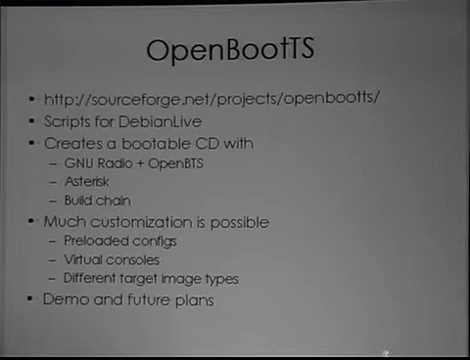 OpenBootTS
• http://sourceforge.net/projects/openbootts/
• Scripts for DebianLive
• Creates a bootable CD with
– GNU Radio + OpenBTS
– Asterisk
– Build chain
• Much customization is possible
– Preloaded configs
– Virtual consoles
– Different target image types
• Demo and future plans